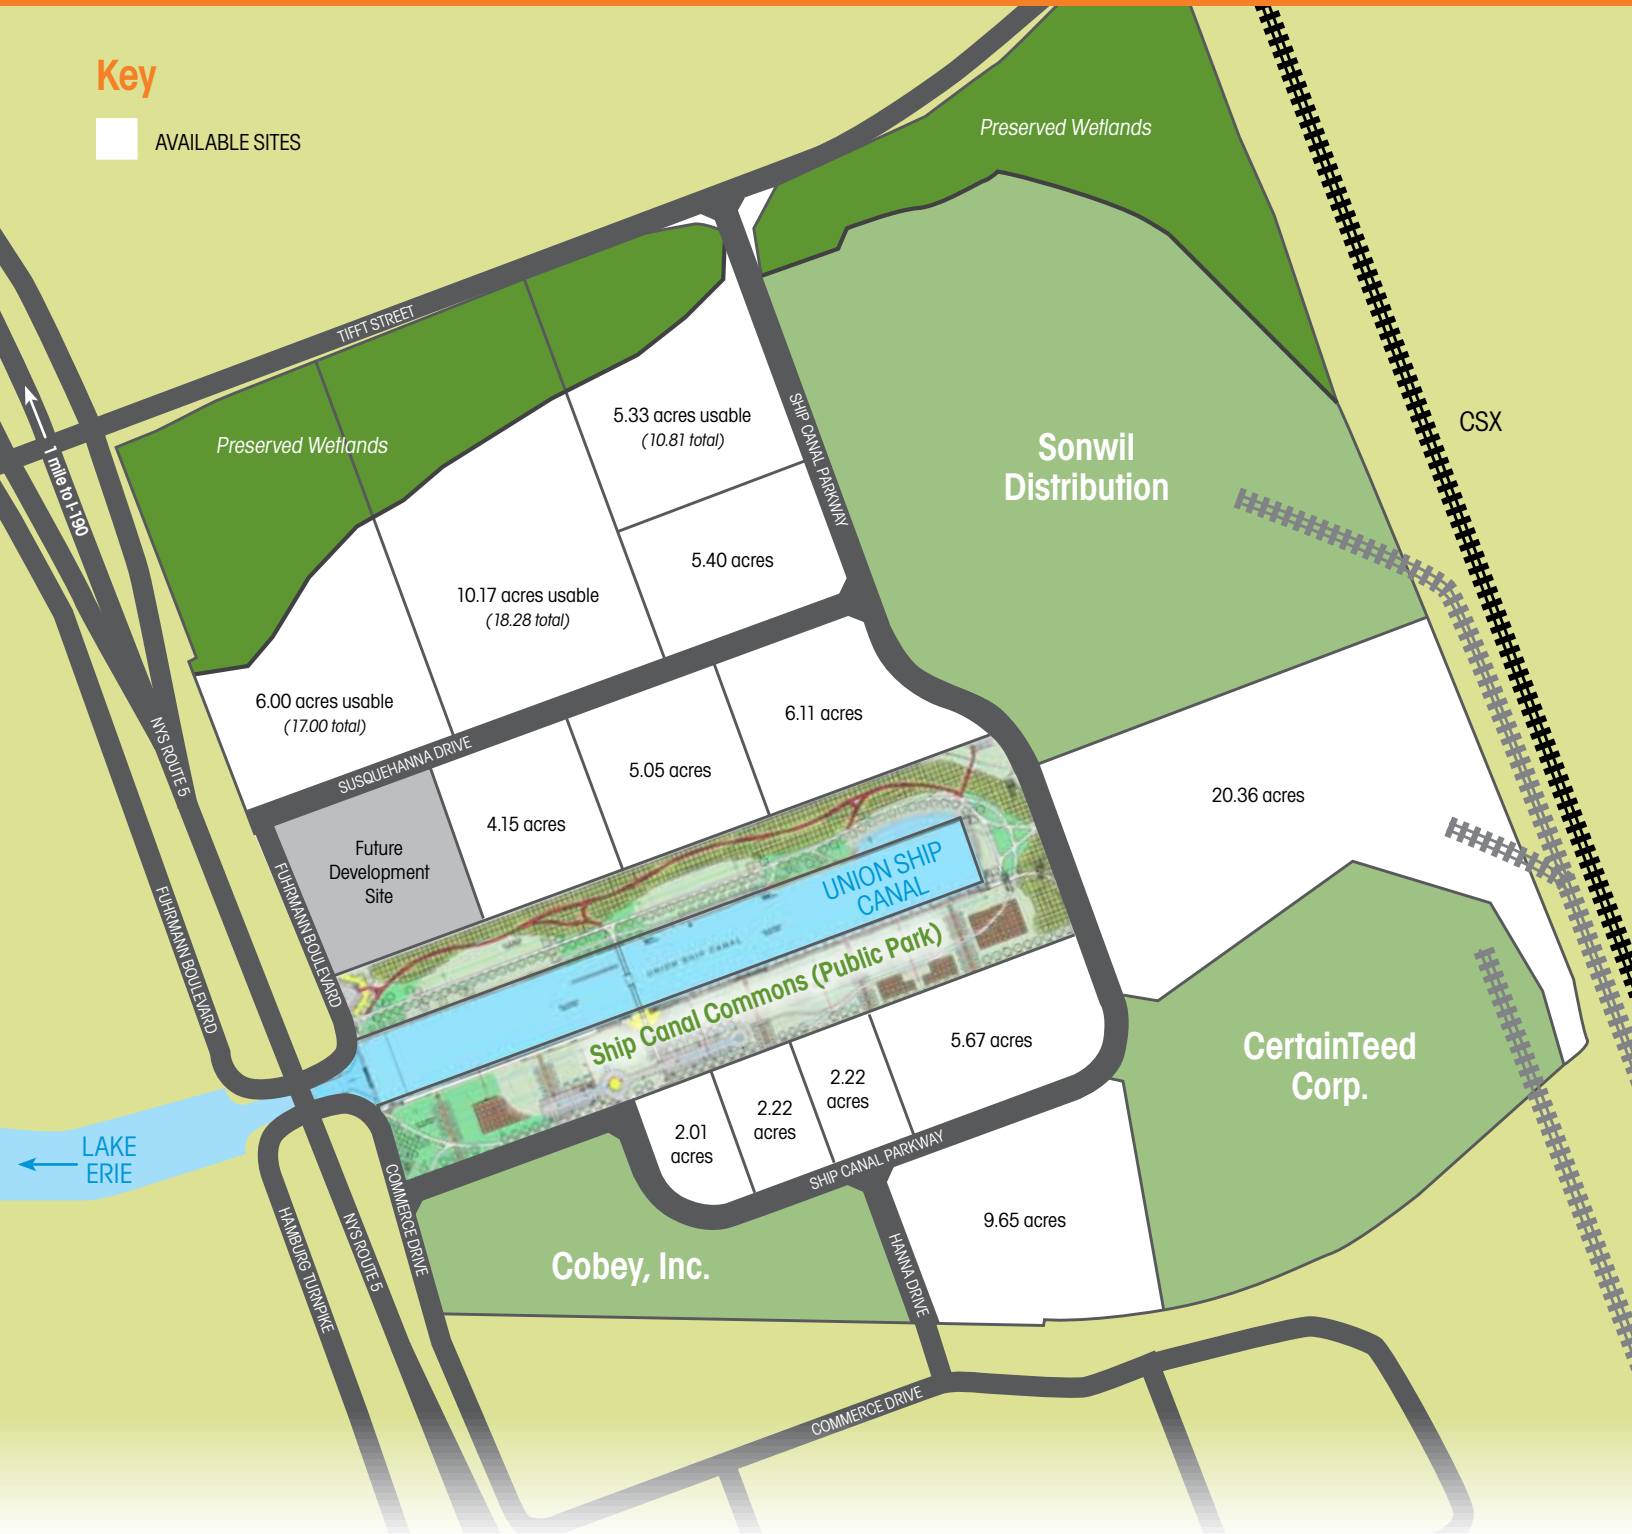 Key
AVAILABLE SITES
Preserved Wetlands
TIFFT STREET
Preserved Wetlands
1 mile to I-190
5.33 acres usable
(10.81 total)
SHIP CANAL PARKWAY
Sonwil
Distribution
CSX
5.40 acres
10.17 acres usable
(18.28 total)
6.00 acres usable
(17.00 total)
NYS ROUTE 5
SUSQUEHANNA DRIVE
6.11 acres
5.05 acres
4.15 acres
20.36 acres
Future
Development
Site
FUHRMANN BOULEVARD
FUHRMANN BOULEVARD
UNION SHIP
CANAL
UNION SHIP CANAL
Ship Canal Commons (Public Park)
5.67 acres
2.22
acres
2.22
acres
2.01
acres
CertainTeed
Corp.
LAKE
ERIE
SHIP CANAL PARKWAY
COMMERCE DRIVE
HAMBURG TURNPIKE
NYS ROUTE 5
Cobey, Inc.
HANNA DRIVE
9.65 acres
COMMERCE DRIVE